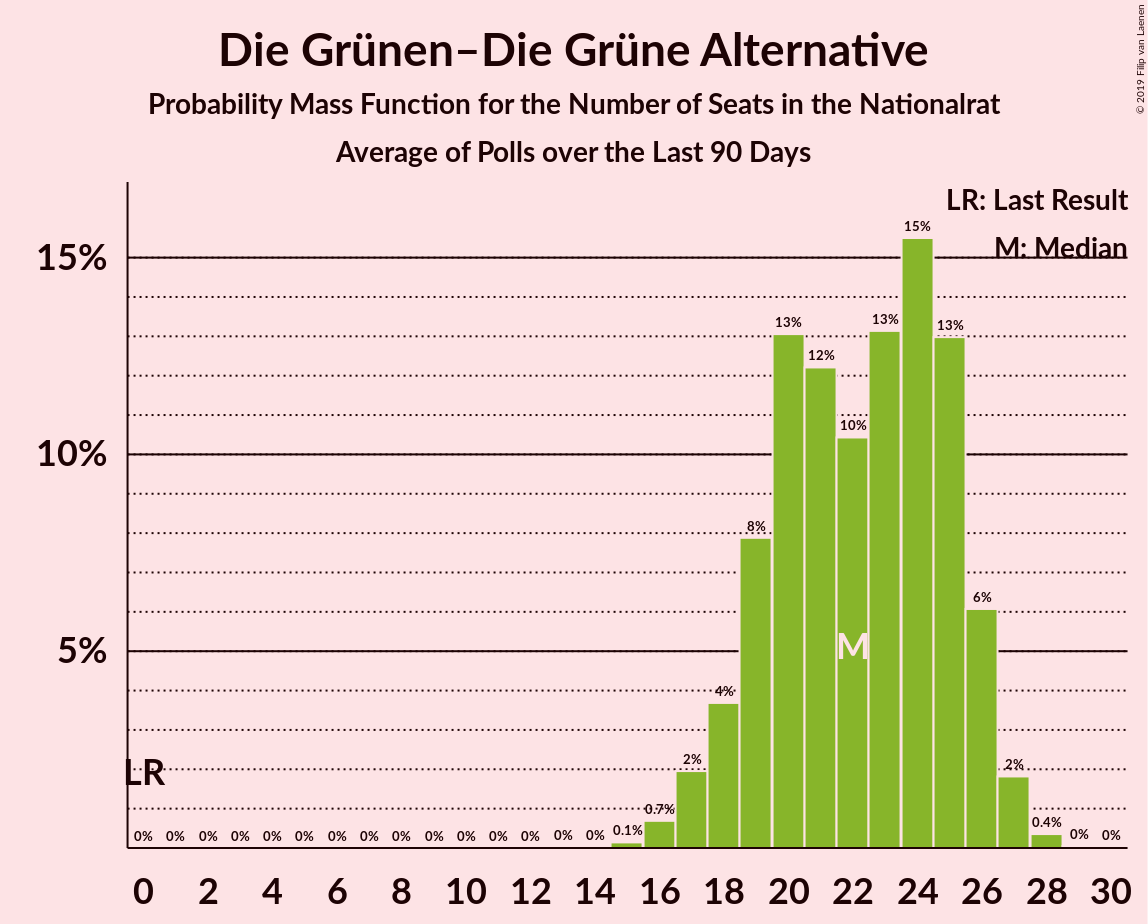 Die Grünen–Die Grüne Alternative
Probability Mass Function for the Number of Seats in the Nationalrat
Average of Polls over the Last 90 Days
© 2019 Filip van Laenen
LR: Last Result
M: Median
15%
10%
5%
15%
13%
13%
13%
12%
10%
8%
6%
M
4%
2%
2%
LR
0.7%
0% 0% 0% 0% 0% 0% 0% 0% 0% 0% 0% 0% 0% 0% 0% 0.1% 0.4% 0% 0%
0 2 4 6 8 10 12 14 16 18 20 22 24 26 28 30